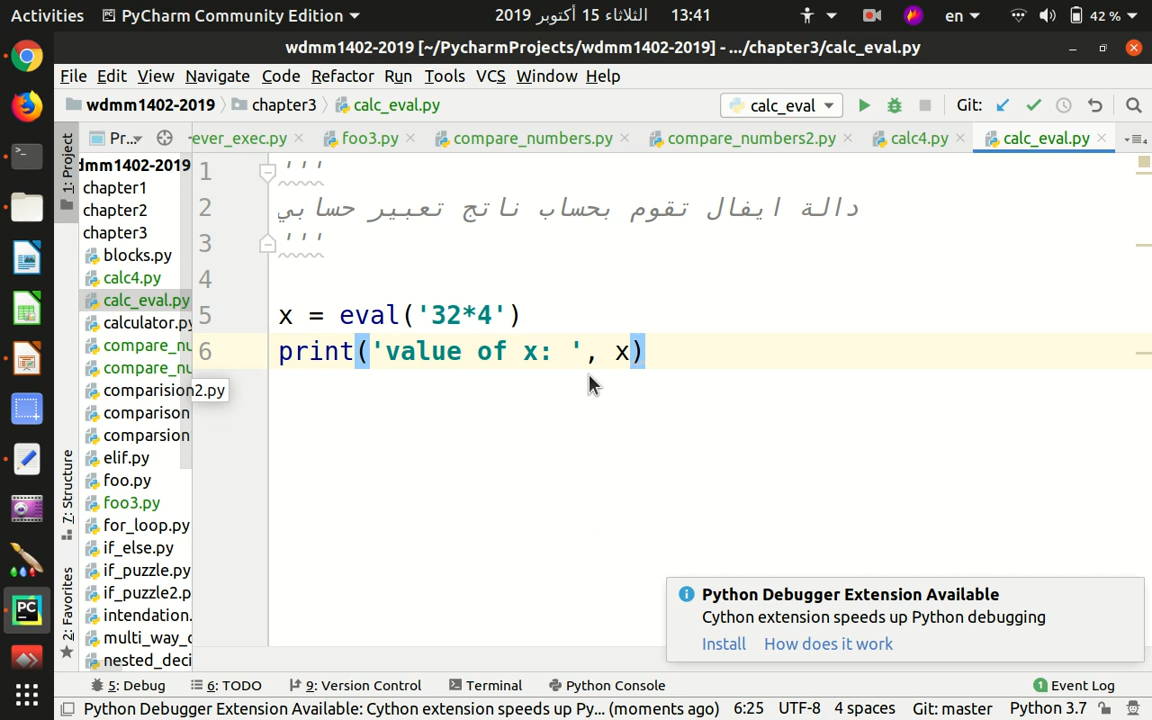 Activities PyCharm Community Edition الثلاثاء 15 أكتوبر 2019 13:41 en 42 %
wdmm1402-2019 [~/PycharmProjects/wdmm1402-2019] - .../chapter3/calc_eval.py
File Edit View Navigate Code Refactor Run Tools VCS Window Help
wdmm1402-2019 chapter3 calc_eval.py calc_eval Git:
1: Project
Pr... ever_exec.py foo3.py compare_numbers.py compare_numbers2.py calc4.py calc_eval.py
dmm1402-2019
chapter1
chapter2
chapter3
blocks.py
calc4.py
calc_eval.py
calculator.py
compare_nu
compare_nu
comparision2.py
comparison
comparsion
elif.py
foo.py
foo3.py
for_loop.py
if_else.py
if_puzzle.py
if_puzzle2.p
intendation.
multi_way_c
nested_deci
7: Structure
2: Favorites
1 '''
2 دالة ايفال تقوم بحساب ناتج تعبير حسابي
3 '''
4
5 x = eval('32*4')
6 print('value of x: ', x)
Python Debugger Extension Available
Cython extension speeds up Python debugging
Install How does it work
5: Debug 6: TODO 9: Version Control Terminal Python Console 1 Event Log
Python Debugger Extension Available: Cython extension speeds up Py... (moments ago) 6:25 UTF-8 4 spaces Git: master Python 3.7